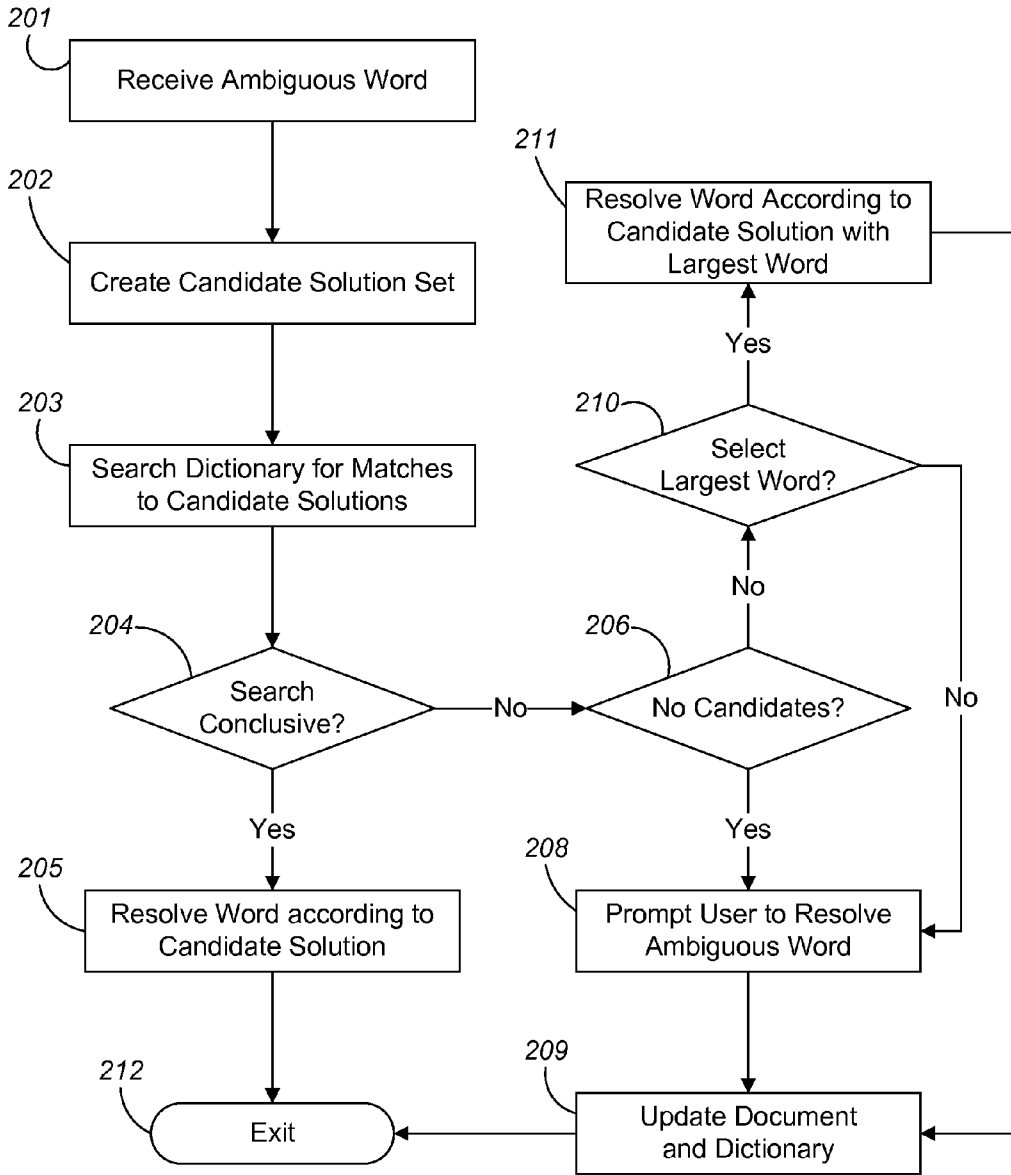 201
Receive Ambiguous Word
202
Create Candidate Solution Set
203
Search Dictionary for Matches
to Candidate Solutions
204
Search
Conclusive?
No
Yes
205
Resolve Word according to
Candidate Solution
212
Exit
211
Resolve Word According to
Candidate Solution with
Largest Word
Yes
210
Select
Largest Word?
No
No
206
No Candidates?
Yes
208
Prompt User to Resolve
Ambiguous Word
209
Update Document
and Dictionary